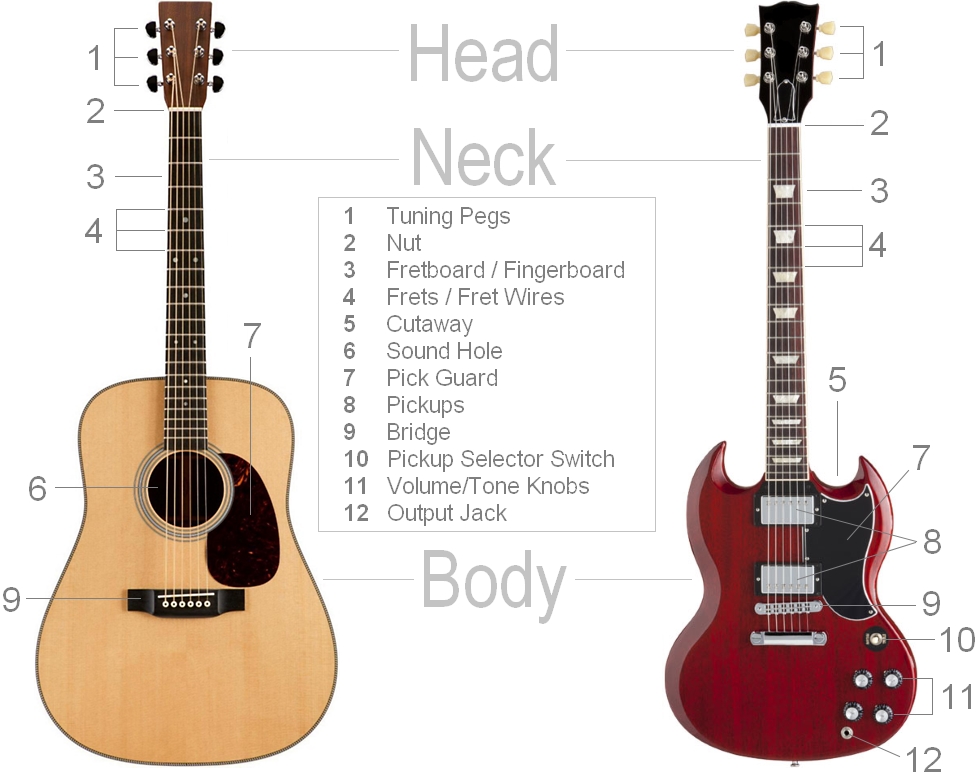 Head
1
1
2
2
Neck
3
3
4
4
1 Tuning Pegs
2 Nut
3 Fretboard / Fingerboard
4 Frets / Fret Wires
5 Cutaway
6 Sound Hole
7 Pick Guard
8 Pickups
9 Bridge
10 Pickup Selector Switch
11 Volume/Tone Knobs
12 Output Jack
7
5
7
6
8
Body
9
9
10
11
12